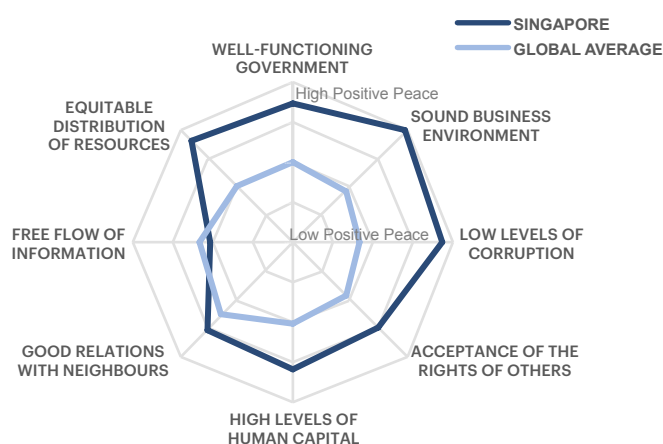 SINGAPORE
GLOBAL AVERAGE
WELL-FUNCTIONING
GOVERNMENT
High Positive Peace
EQUITABLE
DISTRIBUTION
OF RESOURCES
SOUND BUSINESS
ENVIRONMENT
FREE FLOW OF
INFORMATION
Low Positive Peace
LOW LEVELS OF
CORRUPTION
GOOD RELATIONS
WITH NEIGHBOURS
ACCEPTANCE OF THE
RIGHTS OF OTHERS
HIGH LEVELS OF
HUMAN CAPITAL